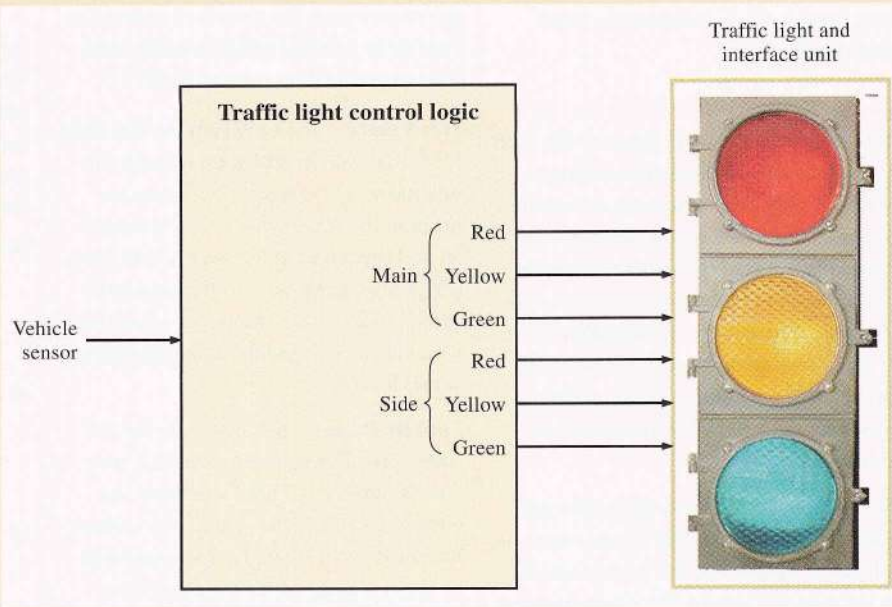 Traffic light and
interface unit
Traffic light control logic
Red
Main
Yellow
Green
Vehicle
sensor
Red
Side
Yellow
Green